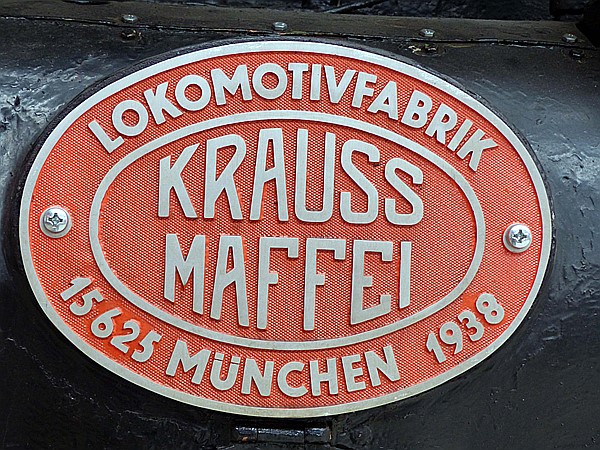 LOKOMOTIVFABRIK
KRAUSS
MAFFEI
15625 MÜNCHEN 1938